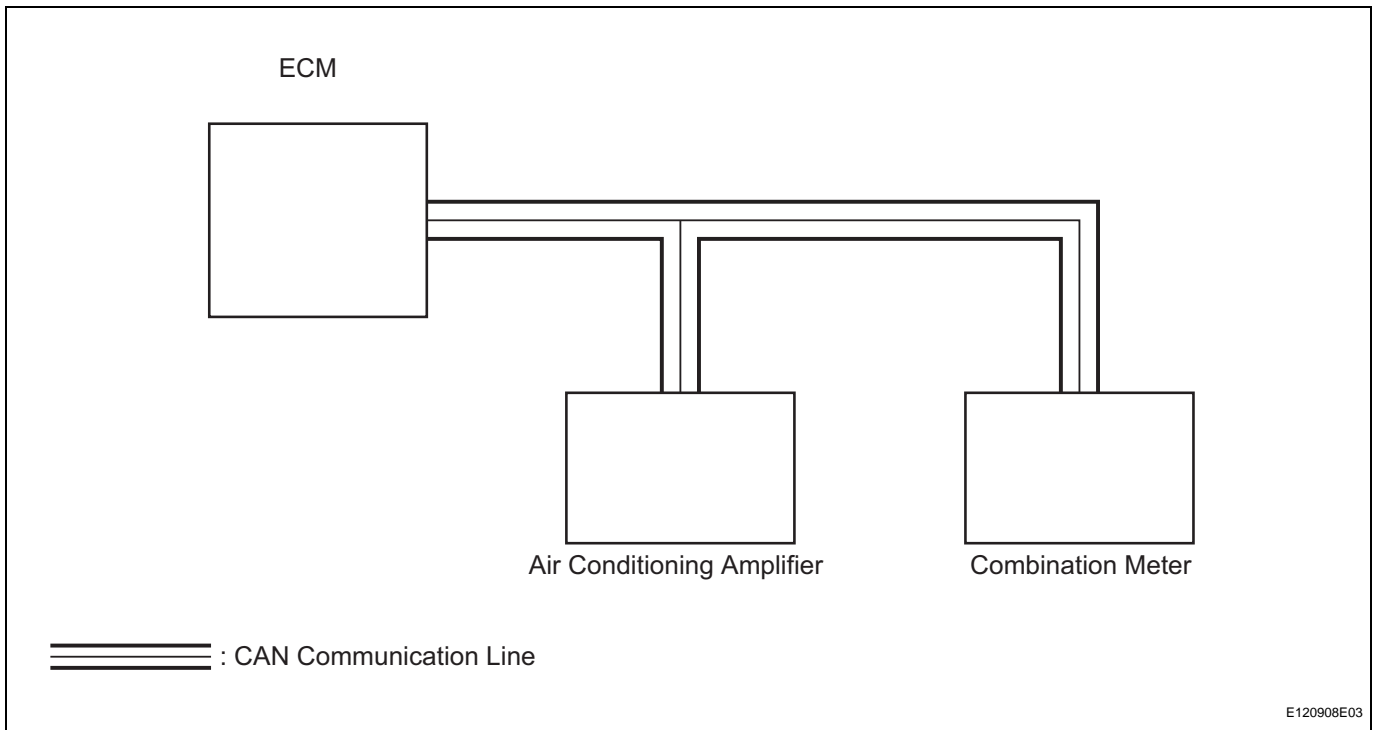 ECM
Air Conditioning Amplifier
Combination Meter
: CAN Communication Line
E120908E03